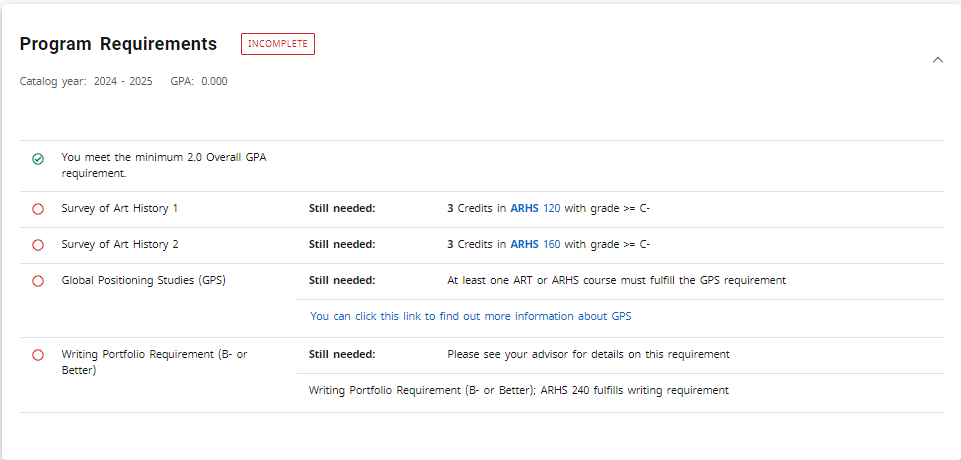 Program Requirements INCOMPLETE
Catalog year: 2024 - 2025 GPA: 0.000
You meet the minimum 2.0 Overall GPA
requirement.
Survey of Art History 1 Still needed: 3 Credits in ARHS 120 with grade >= C-
Survey of Art History 2 Still needed: 3 Credits in ARHS 160 with grade >= C-
Global Positioning Studies (GPS) Still needed: At least one ART or ARHS course must fulfill the GPS requirement
You can click this link to find out more information about GPS
Writing Portfolio Requirement (B- or
Better) Still needed: Please see your advisor for details on this requirement
Writing Portfolio Requirement (B- or Better); ARHS 240 fulfills writing requirement